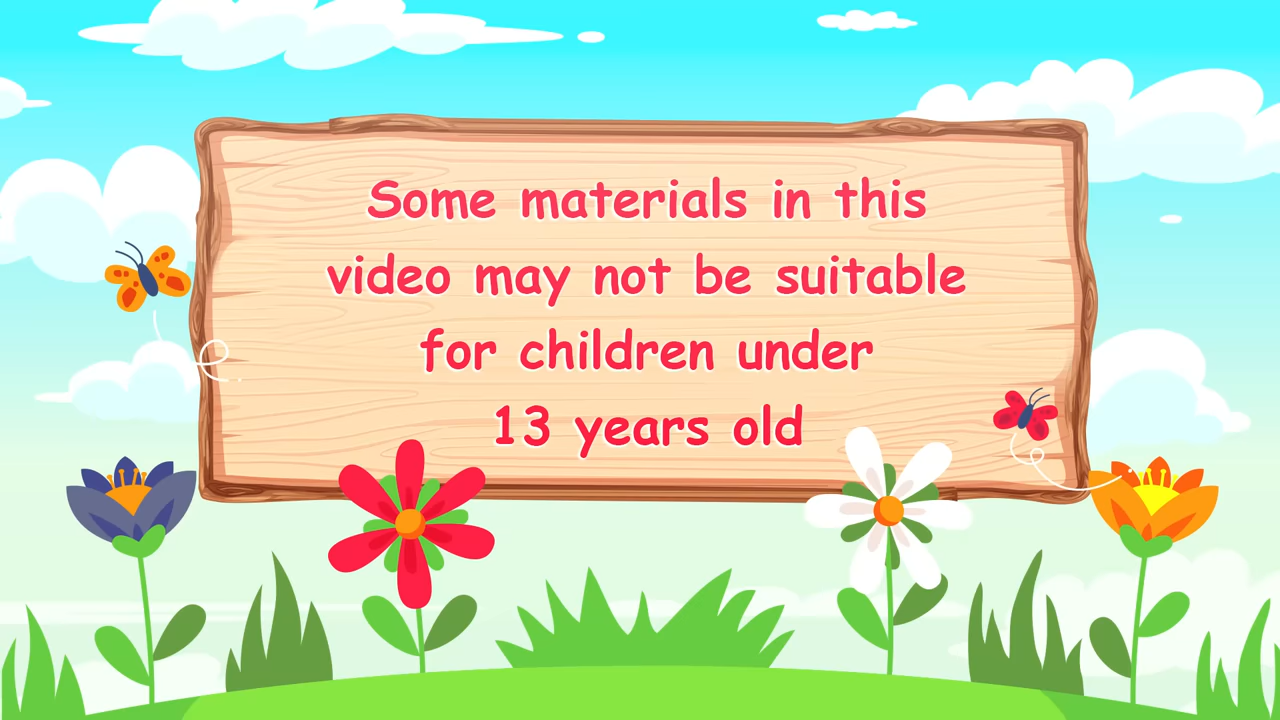 Some materials in this
video may not be suitable
for children under
13 years old